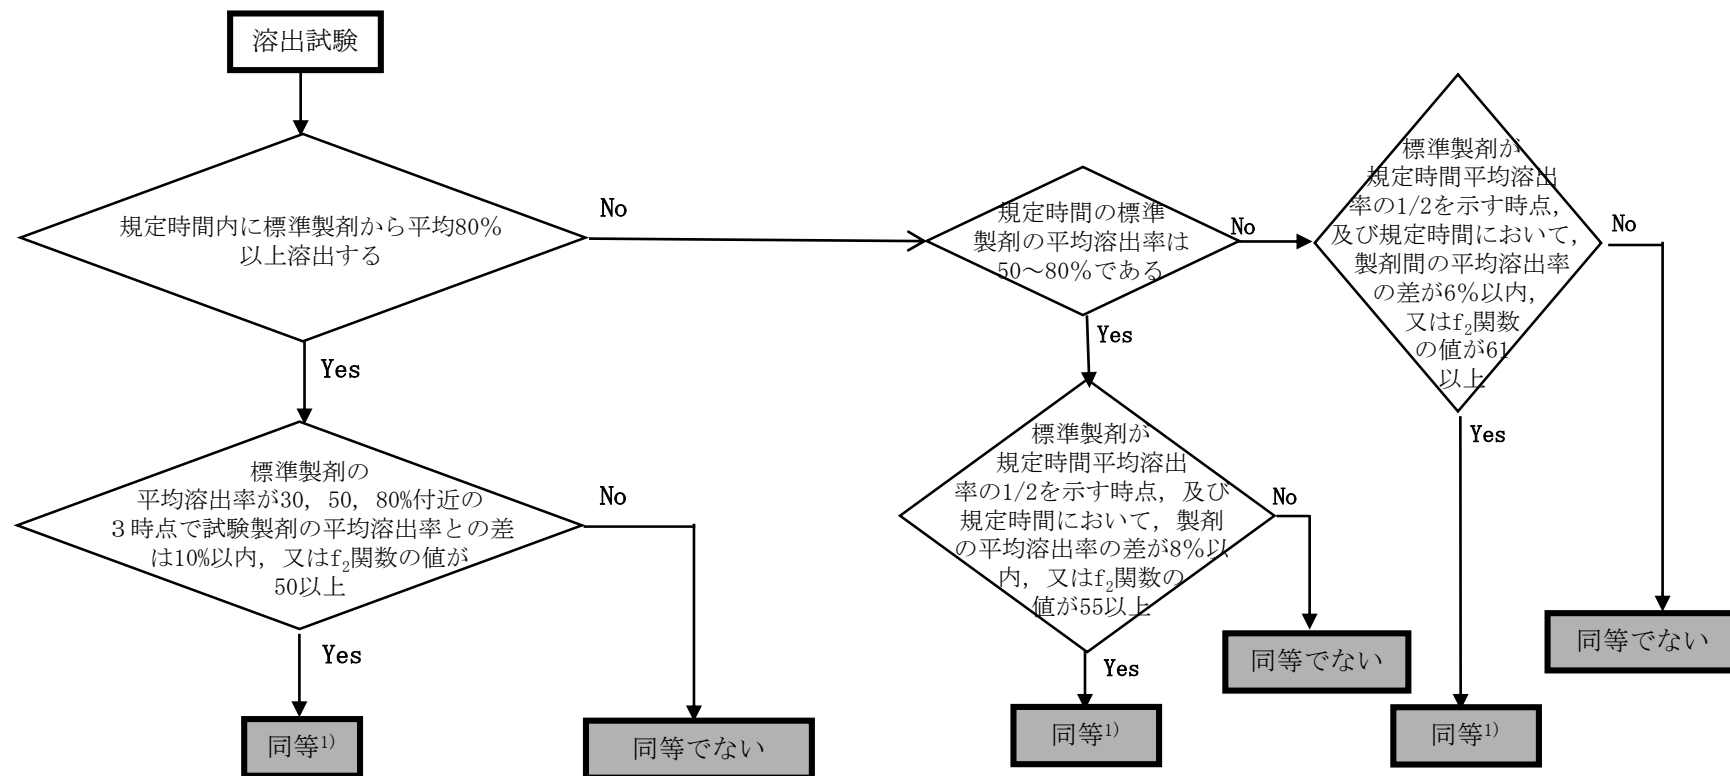 溶出試験
規定時間内に標準製剤から平均80%
以上溶出する
No
Yes
標準製剤の
平均溶出率が30, 50, 80%付近の
３時点で試験製剤の平均溶出率との差
は10%以内, 又はf₂関数の値が
50以上
No
Yes
同等¹⁾
同等でない
規定時間の標準
製剤の平均溶出率は
50～80%である
No
Yes
標準製剤が
規定時間平均溶出
率の1/2を示す時点, 及び
規定時間において, 製剤
の平均溶出率の差が8%以
内, 又はf₂関数の
値が55以上
No
Yes
同等でない
同等¹⁾
標準製剤が
規定時間平均溶出
率の1/2を示す時点,
及び規定時間において,
製剤間の平均溶出率
の差が6%以内,
又はf₂関数
の値が61
以上
No
Yes
同等でない
同等¹⁾